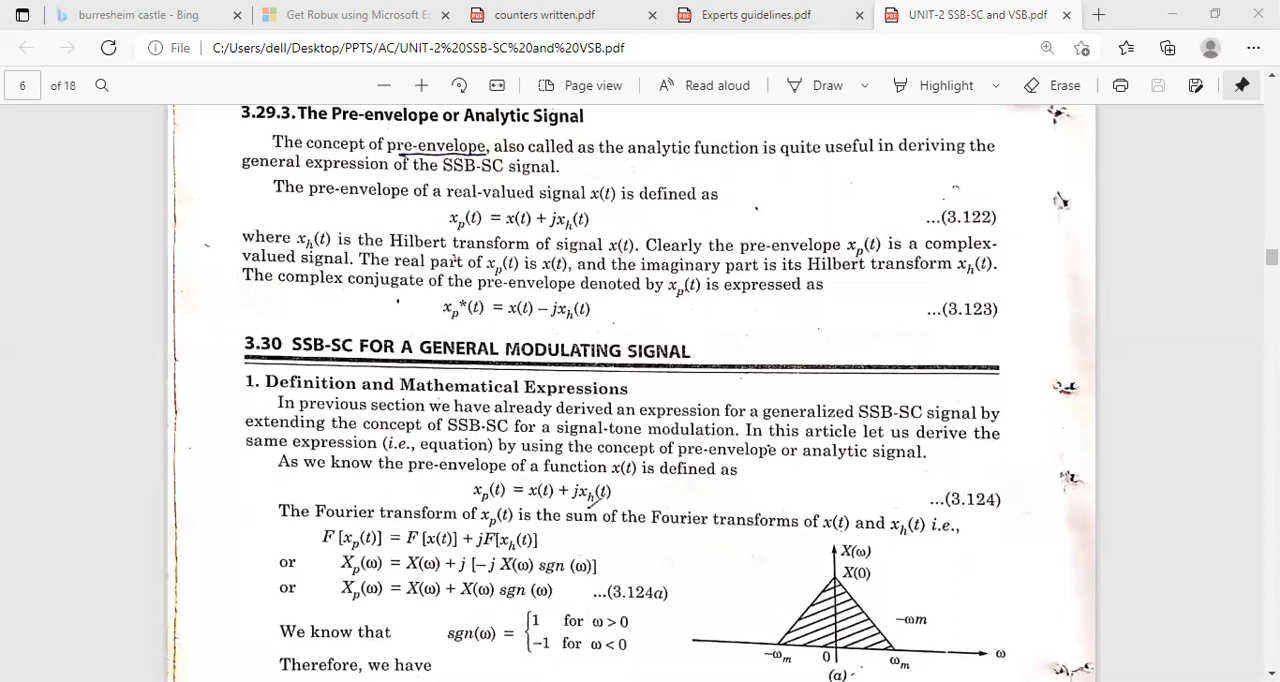 burresheim castle - Bing
Get Robux using Microsoft E
counters written.pdf
Experts guidelines.pdf
UNIT-2 SSB-SC and VSB.pdf
File C:/Users/dell/Desktop/PPTS/AC/UNIT-2%20SSB-SC%20and%20VSB.pdf
6 of 18 Page view Read aloud Draw Highlight Erase
3.29.3. The Pre-envelope or Analytic Signal
The concept of pre-envelope, also called as the analytic function is quite useful in deriving the
general expression of the SSB-SC signal.
The pre-envelope of a real-valued signal x(t) is defined as
xp(t) = x(t) + jxh(t) ...(3.122)
where xh(t) is the Hilbert transform of signal x(t). Clearly the pre-envelope xp(t) is a complex-
valued signal. The real part of xp(t) is x(t), and the imaginary part is its Hilbert transform xh(t).
The complex conjugate of the pre-envelope denoted by xp(t) is expressed as
xp*(t) = x(t) – jxh(t) ...(3.123)
3.30 SSB-SC FOR A GENERAL MODULATING SIGNAL
1. Definition and Mathematical Expressions
In previous section we have already derived an expression for a generalized SSB-SC signal by
extending the concept of SSB-SC for a signal-tone modulation. In this article let us derive the
same expression (i.e., equation) by using the concept of pre-envelope or analytic signal.
As we know the pre-envelope of a function x(t) is defined as
xp(t) = x(t) + jxh(t) ...(3.124)
The Fourier transform of xp(t) is the sum of the Fourier transforms of x(t) and xh(t) i.e.,
F [xp(t)] = F [x(t)] + jF[xh(t)]
or Xp(ω) = X(ω) + j [– j X(ω) sgn (ω)]
or Xp(ω) = X(ω) + X(ω) sgn (ω) ...(3.124a)
We know that sgn(ω) = { 1 for ω > 0
–1 for ω < 0
Therefore, we have
X(ω)
X(0)
–ωm
–ωm 0 ωm ω
(a)